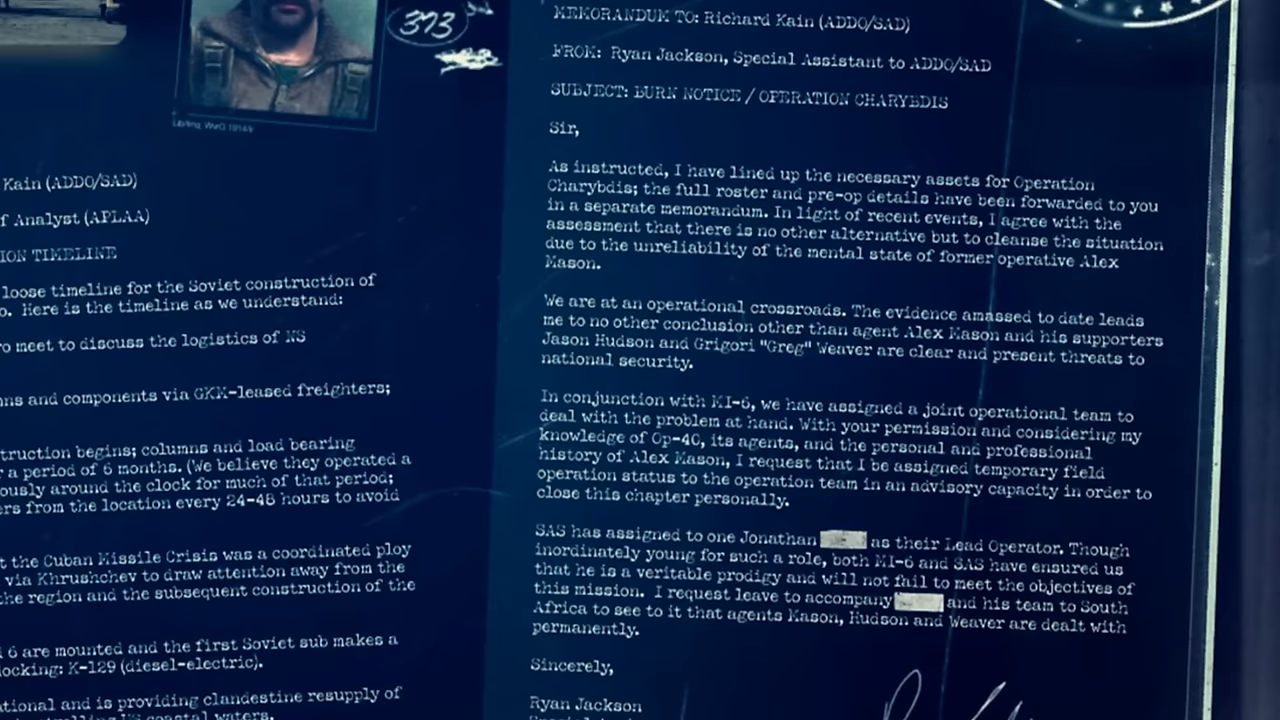 373
Kain (ADDO/SAD)
f Analyst (APLAA)
ION TIMELINE
loose timeline for the Soviet construction of
o. Here is the timeline as we understand:
ro meet to discuss the logistics of NS
ns and components via GKM-leased freighters;
truction begins; columns and load bearing
r a period of 6 months. (We believe they operated a
ously around the clock for much of that period;
ers from the location every 24-48 hours to avoid
t the Cuban Missile Crisis was a coordinated ploy
via Khrushchev to draw attention away from the
the region and the subsequent construction of the
6 are mounted and the first Soviet sub makes a
ocking: K-129 (diesel-electric).
ational and is providing clandestine resupply of
coastal waters.
MEMORANDUM TO: Richard Kain (ADDO/SAD)
FROM: Ryan Jackson, Special Assistant to ADDO/SAD
SUBJECT: BURN NOTICE / OPERATION CHARYBDIS
Sir,
As instructed, I have lined up the necessary assets for Operation
Charybdis; the full roster and pre-op details have been forwarded to you
in a separate memorandum. In light of recent events, I agree with the
assessment that there is no other alternative but to cleanse the situation
due to the unreliability of the mental state of former operative Alex
Mason.
We are at an operational crossroads. The evidence amassed to date leads
me to no other conclusion other than agent Alex Mason and his supporters
Jason Hudson and Grigori "Greg" Weaver are clear and present threats to
national security.
In conjunction with MI-6, we have assigned a joint operational team to
deal with the problem at hand. With your permission and considering my
knowledge of Op-40, its agents, and the personal and professional
history of Alex Mason, I request that I be assigned temporary field
operation status to the operation team in an advisory capacity in order to
close this chapter personally.
SAS has assigned to one Jonathan as their Lead Operator. Though
inordinately young for such a role, both MI-6 and SAS have ensured us
that he is a veritable prodigy and will not fail to meet the objectives of
this mission. I request leave to accompany and his team to South
Africa to see to it that agents Mason, Hudson and Weaver are dealt with
permanently.
Sincerely,
Ryan Jackson